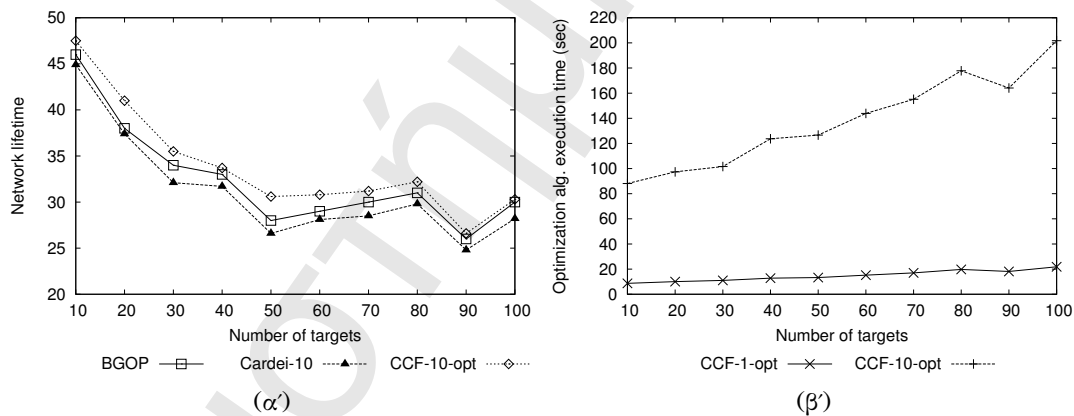 Network lifetime
50
45
40
35
30
25
20
10 20 30 40 50 60 70 80 90 100
Number of targets
BGOP Cardei-10 CCF-10-opt
(α′)
Optimization alg. execution time (sec)
220
200
180
160
140
120
100
80
60
40
20
0
10 20 30 40 50 60 70 80 90 100
Number of targets
CCF-1-opt CCF-10-opt
(β′)